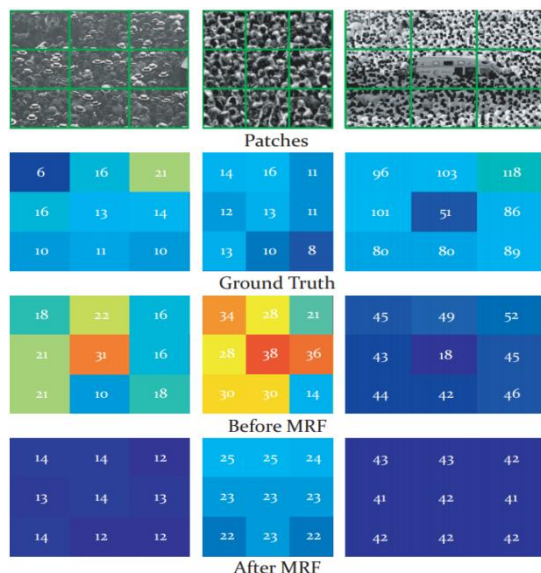 Patches
6 16 21 14 16 11 96 103 118
16 13 14 12 13 11 101 51 86
10 11 10 13 10 8 80 80 89
Ground Truth
18 22 16 34 28 21 45 49 52
21 31 16 28 38 36 43 18 45
21 10 18 30 30 14 44 42 46
Before MRF
14 14 12 25 25 24 43 43 42
13 14 13 23 23 23 41 42 41
14 12 12 22 23 22 42 42 42
After MRF